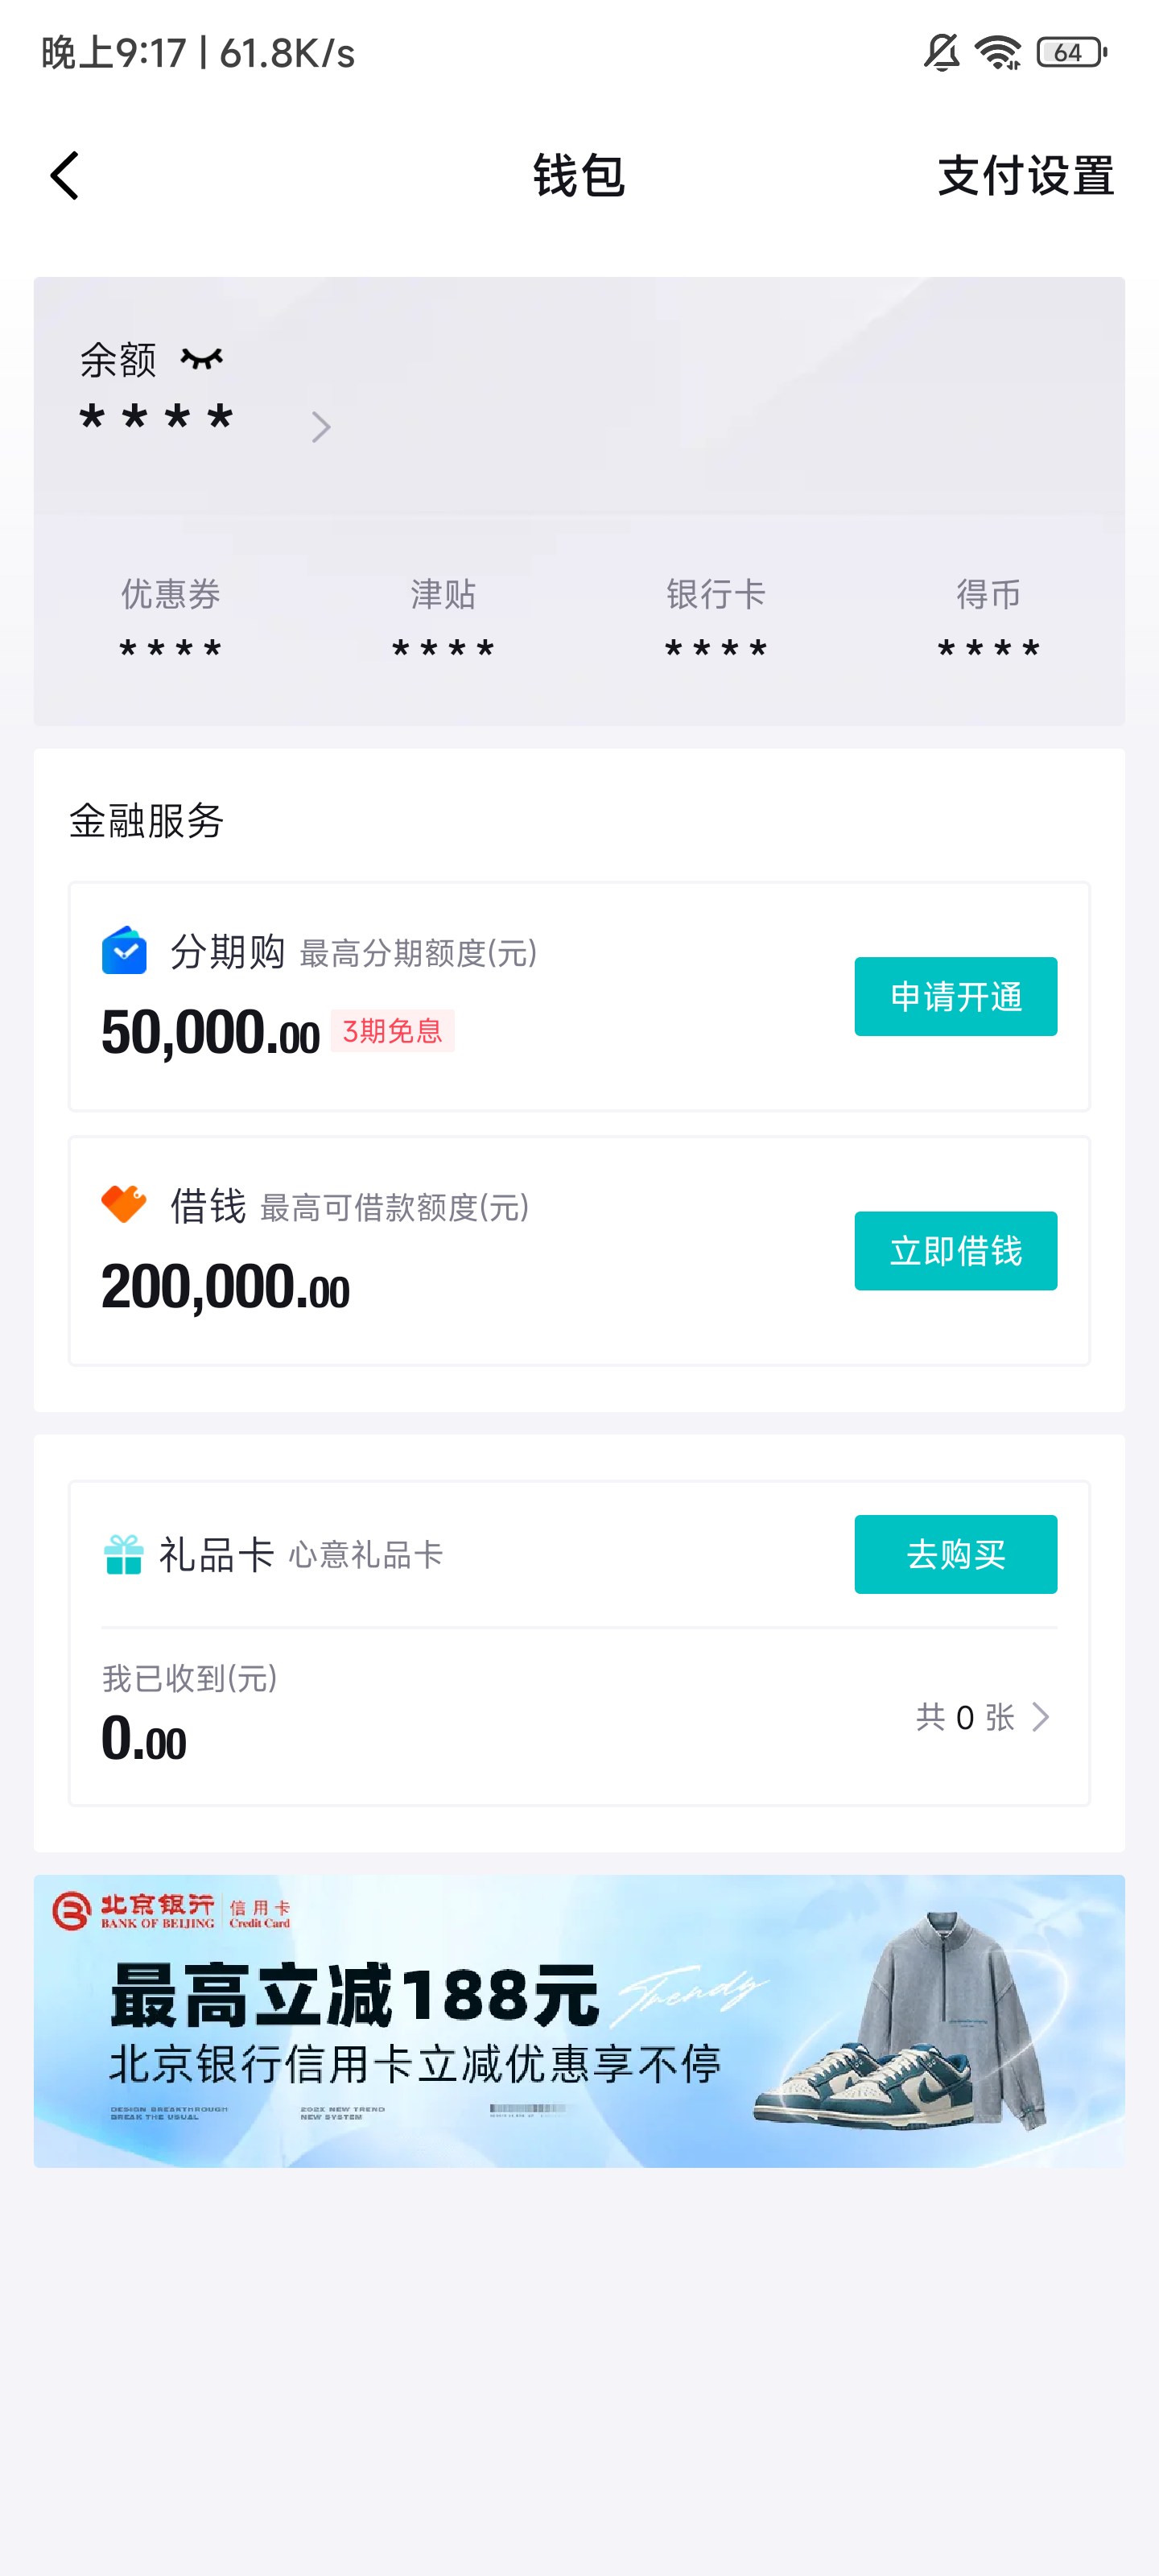 晚上9:17 | 61.8K/s
64
钱包
支付设置
余额
****
优惠券
津贴
银行卡
得币
****
****
****
****
金融服务
分期购 最高分期额度(元)
50,000.00 3期免息
申请开通
借钱 最高可借款额度(元)
200,000.00
立即借钱
礼品卡 心意礼品卡
去购买
我已收到(元)
0.00
共 0 张
北京银行 信用卡
BANK OF BEIJING Credit Card
最高立减188元
Trendy
北京银行信用卡立减优惠享不停
DESIGN BREAKTHROUGH
BREAK THE USUAL
202X NEW TREND
NEW SYSTEM